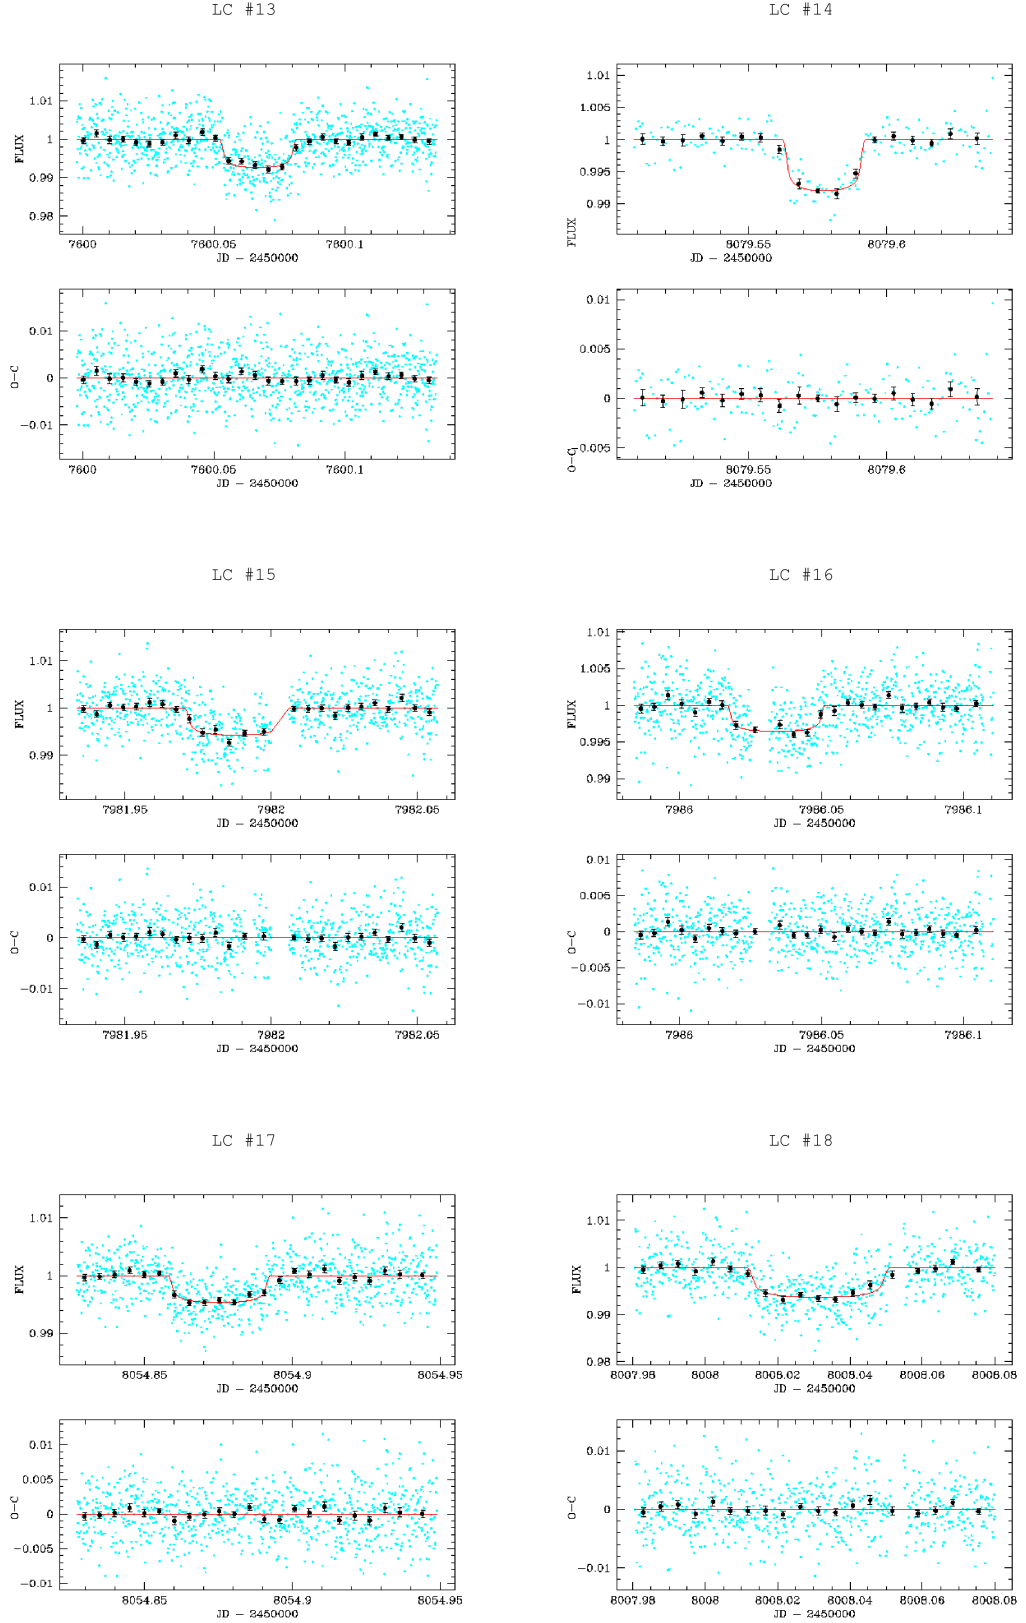 LC #13
LC #14
1.01
1
0.99
0.98
FLUX
7600
7600.05
7600.1
JD − 2450000
1.01
1.005
1
0.995
0.99
FLUX
8079.55
8079.6
JD − 2450000
0.01
0
−0.01
O−C
7600
7600.05
7600.1
JD − 2450000
0.01
0.005
0
0.005
O−C
8079.55
8079.6
JD − 2450000
LC #15
LC #16
1.01
1
0.99
FLUX
7981.95
7982
7982.05
JD − 2450000
1.01
1.005
1
0.995
0.99
FLUX
7986
7986.05
7986.1
JD − 2450000
0.01
0
−0.01
O−C
7981.95
7982
7982.05
JD − 2450000
0.01
0.005
0
−0.005
−0.01
O−C
7986
7986.05
7986.1
JD − 2450000
LC #17
LC #18
1.01
1
0.99
FLUX
8054.85
8054.9
8054.95
JD − 2450000
1.01
1
0.99
0.98
FLUX
8007.98
8008
8008.02
8008.04
8008.06
8008.08
JD − 2450000
0.01
0.005
0
−0.005
−0.01
O−C
8054.85
8054.9
8054.95
JD − 2450000
0.01
0
−0.01
O−C
8007.98
8008
8008.02
8008.04
8008.06
8008.08
JD − 2450000